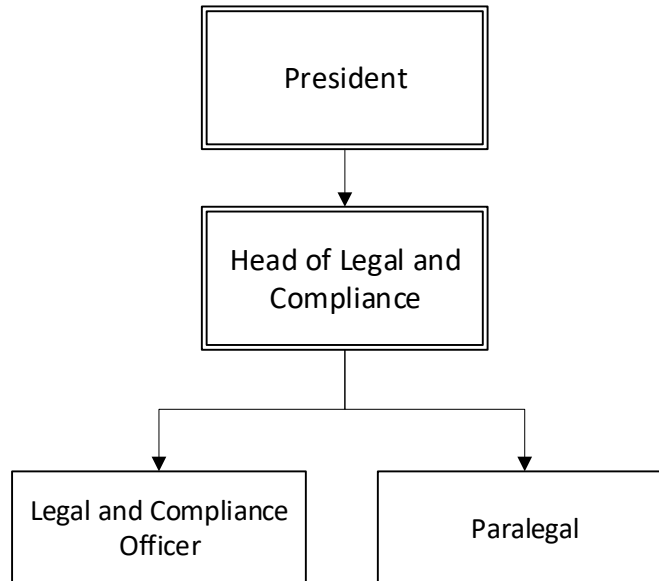 President
Head of Legal and
Compliance
Legal and Compliance
Officer
Paralegal